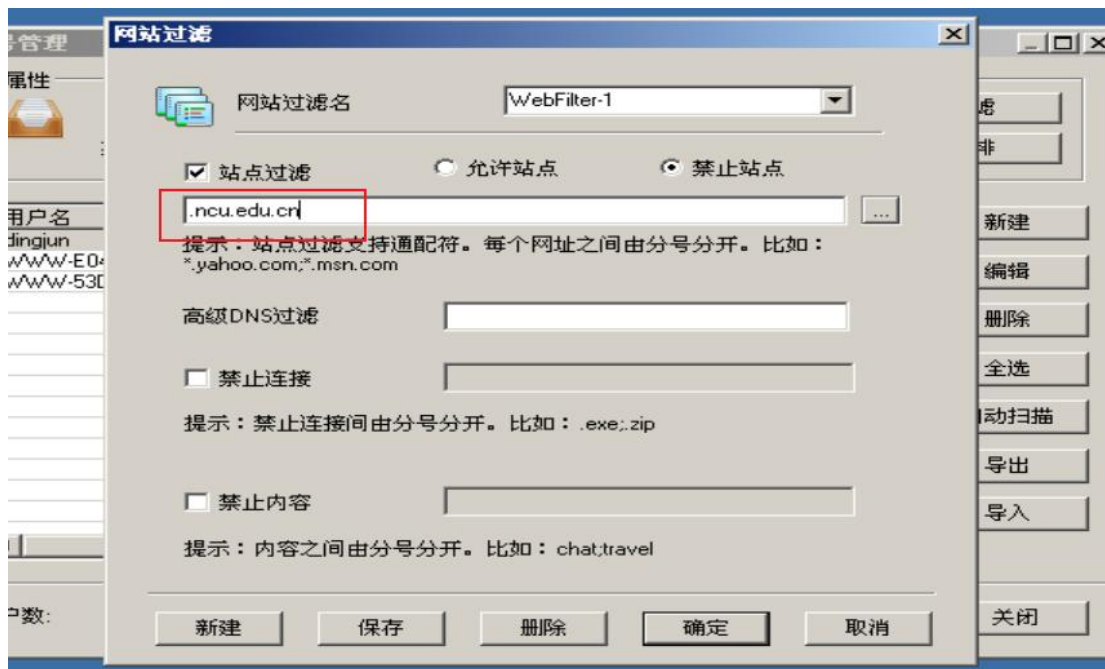 号管理
网站过滤
属性
网站过滤名
WebFilter-1
虑
排
站点过滤
允许站点
禁止站点
.ncu.edu.cn
...
用户名
dingjun
WWW-E04
WWW-53D
提示：站点过滤支持通配符。每个网址之间由分号分开。比如：
*.yahoo.com;*.msn.com
高级DNS过滤
禁止连接
提示：禁止连接间由分号分开。比如：.exe;.zip
禁止内容
提示：内容之间由分号分开。比如：chat;travel
新建
编辑
删除
全选
自动扫描
导出
导入
户数:
新建
保存
删除
确定
取消
关闭